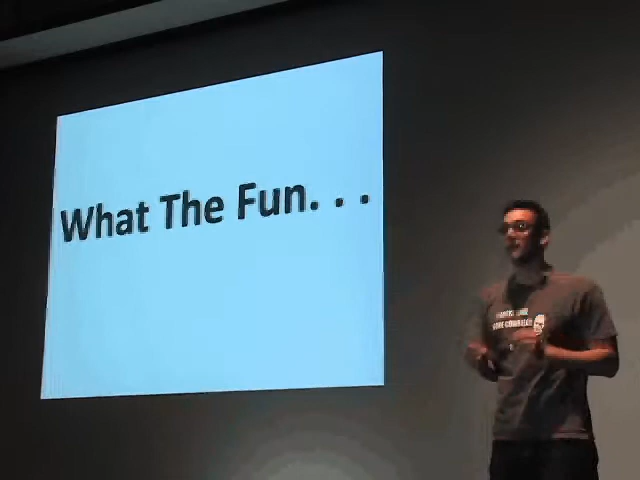 What The Fun. . .